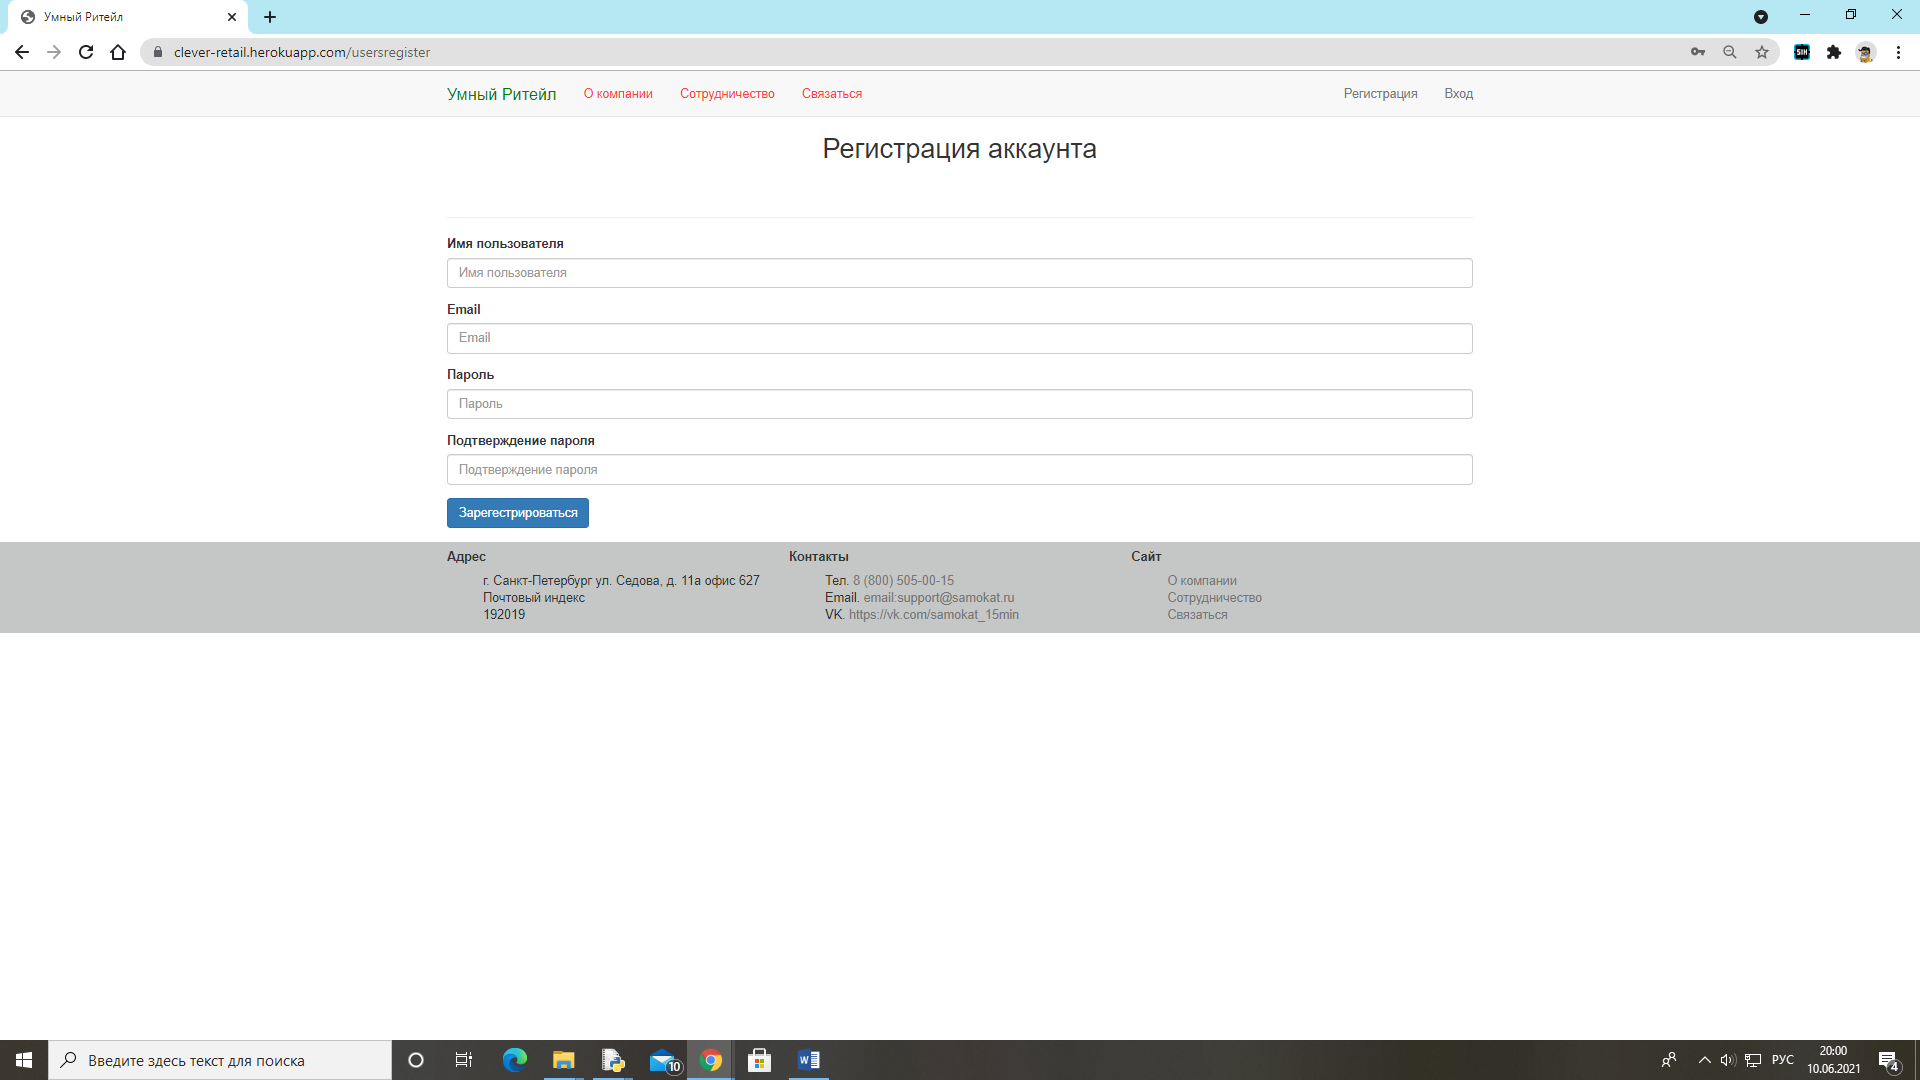 Умный Ритейл
clever-retail.herokuapp.com/usersregister
SIH
Умный Ритейл О компании Сотрудничество Связаться Регистрация Вход
Регистрация аккаунта
Имя пользователя
Имя пользователя
Email
Email
Пароль
Пароль
Подтверждение пароля
Подтверждение пароля
Зарегестрироваться
Адрес
г. Санкт-Петербург ул. Седова, д. 11а офис 627
Почтовый индекс
192019
Контакты
Тел. 8 (800) 505-00-15
Email. email:support@samokat.ru
VK. https://vk.com/samokat_15min
Сайт
О компании
Сотрудничество
Связаться
Введите здесь текст для поиска
10
W
РУС
20:00
10.06.2021
4